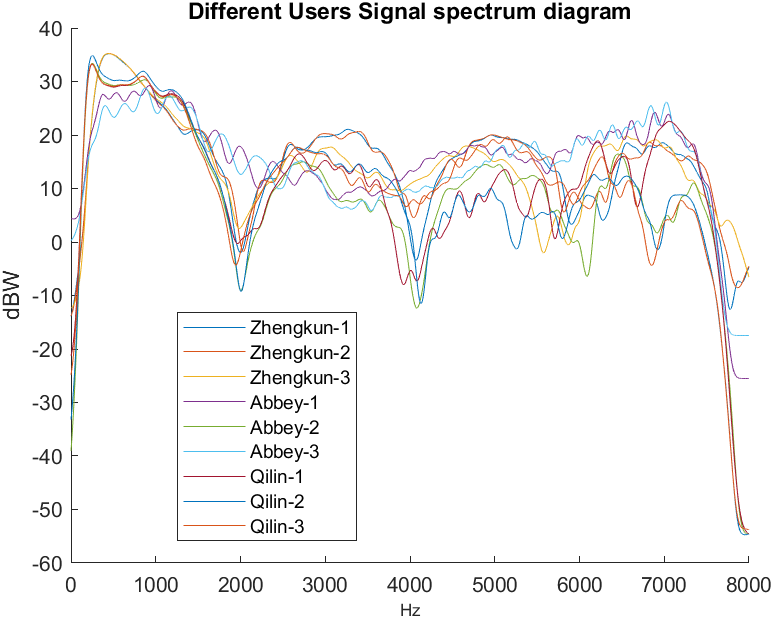 Different Users Signal spectrum diagram
40
30
20
10
0
-10
-20
-30
-40
-50
-60
dBW
Zhengkun-1
Zhengkun-2
Zhengkun-3
Abbey-1
Abbey-2
Abbey-3
Qilin-1
Qilin-2
Qilin-3
0 1000 2000 3000 4000 5000 6000 7000 8000
Hz